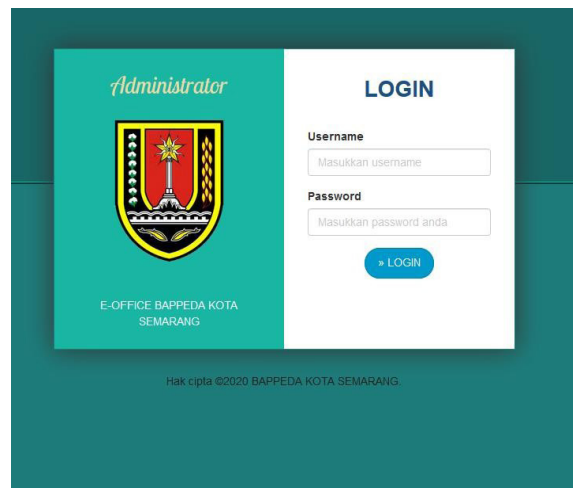 Administrator
E-OFFICE BAPPEDA KOTA
SEMARANG
LOGIN
Username
Masukkan username
Password
Masukkan password anda
» LOGIN
Hak cipta ©2020 BAPPEDA KOTA SEMARANG.